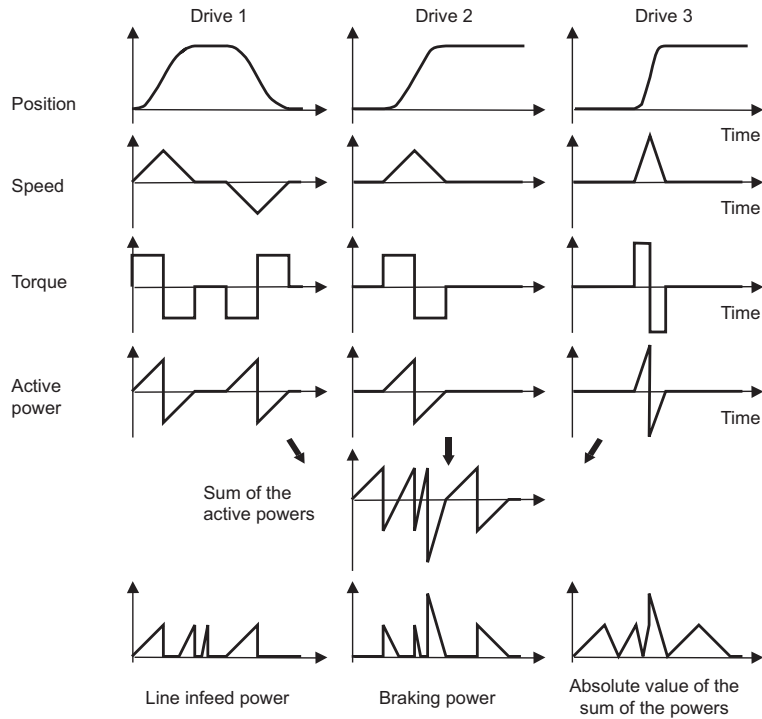 Drive 1
Drive 2
Drive 3
Position
Time
Speed
Time
Torque
Time
Active
power
Time
Sum of the
active powers
Line infeed power
Braking power
Absolute value of the
sum of the powers